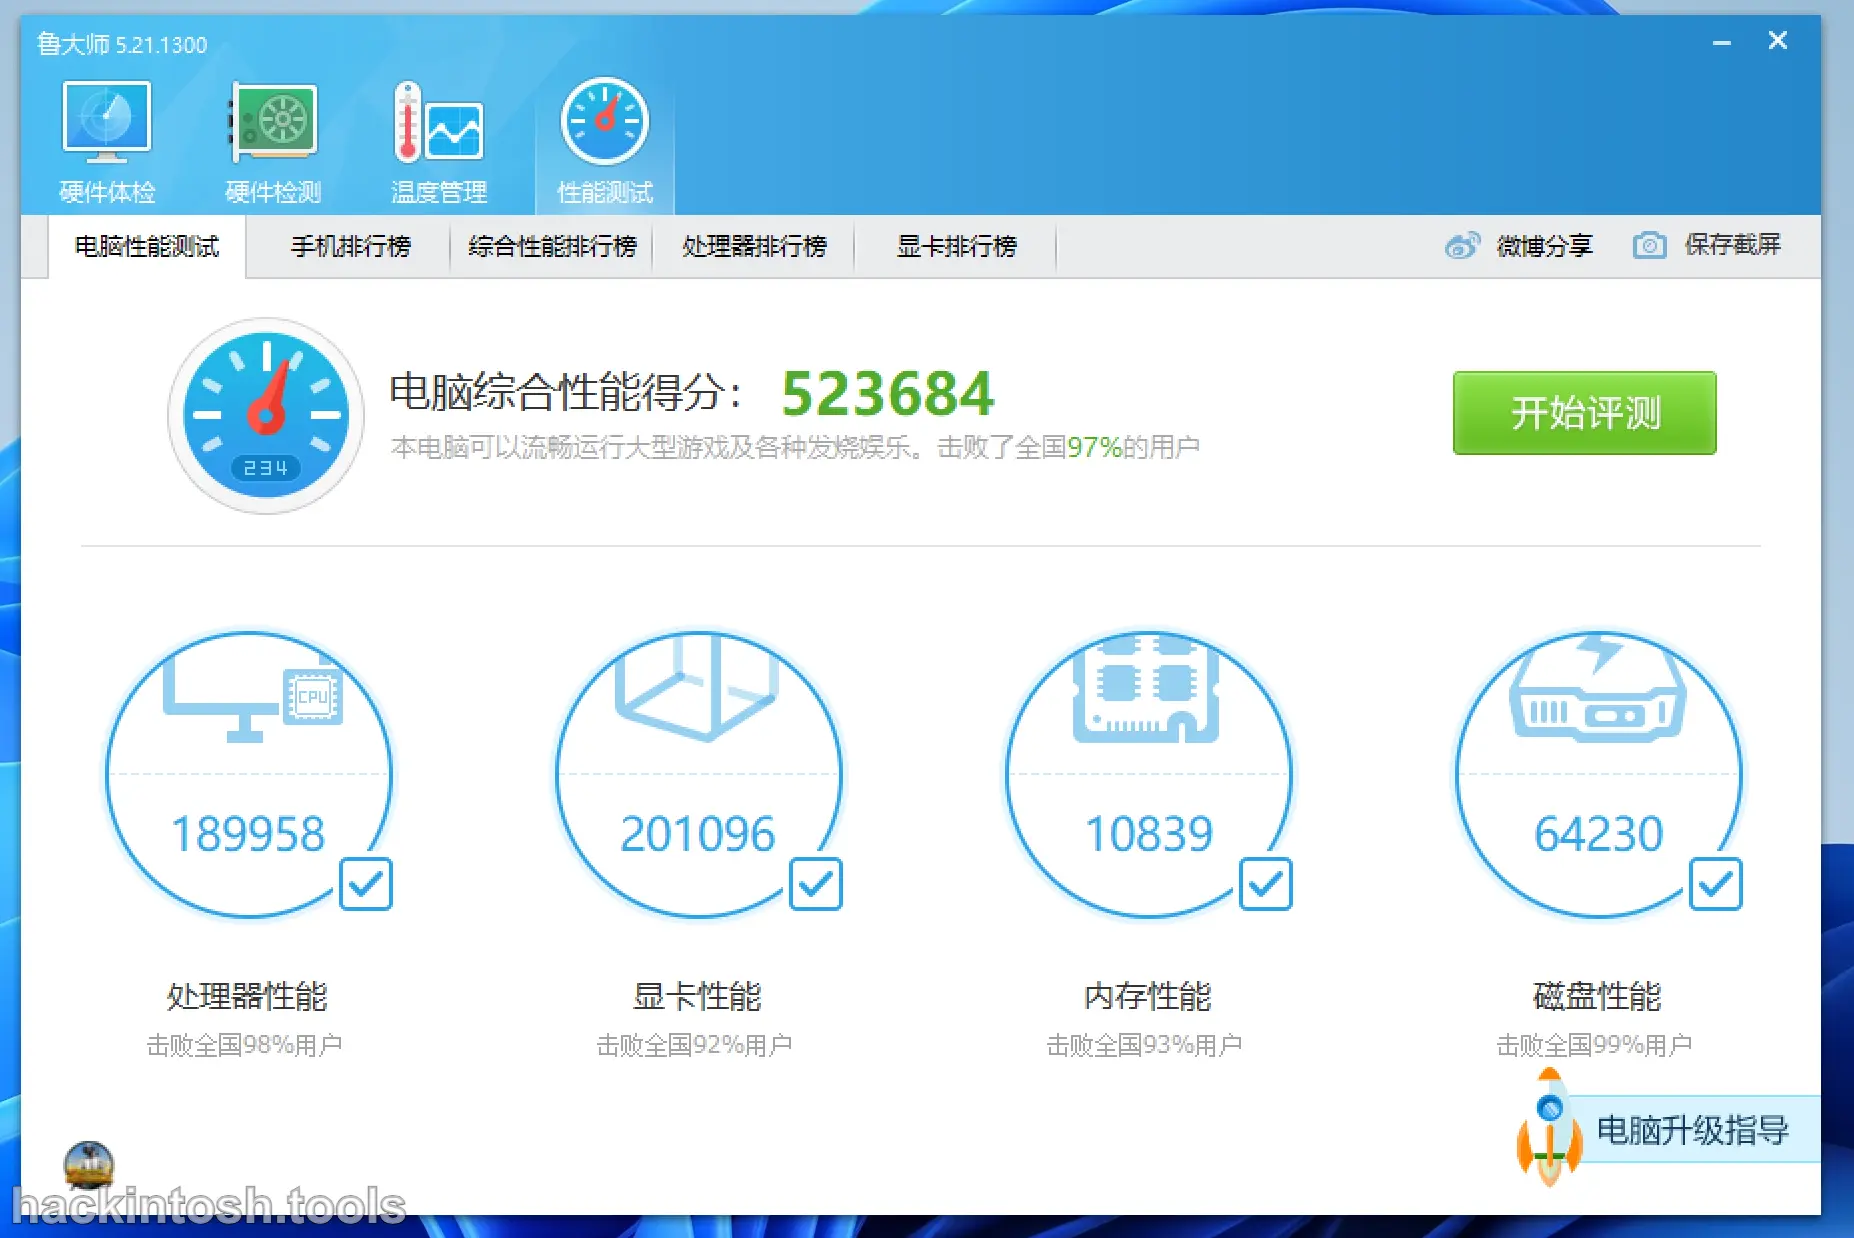 鲁大师 5.21.1300
硬件体检
硬件检测
温度管理
性能测试
电脑性能测试
手机排行榜
综合性能排行榜
处理器排行榜
显卡排行榜
微博分享
保存截屏
电脑综合性能得分： 523684
本电脑可以流畅运行大型游戏及各种发烧娱乐。击败了全国97%的用户
234
开始评测
CPU
189958
201096
10839
64230
处理器性能
显卡性能
内存性能
磁盘性能
击败全国98%用户
击败全国92%用户
击败全国93%用户
击败全国99%用户
电脑升级指导
hackintosh.tools